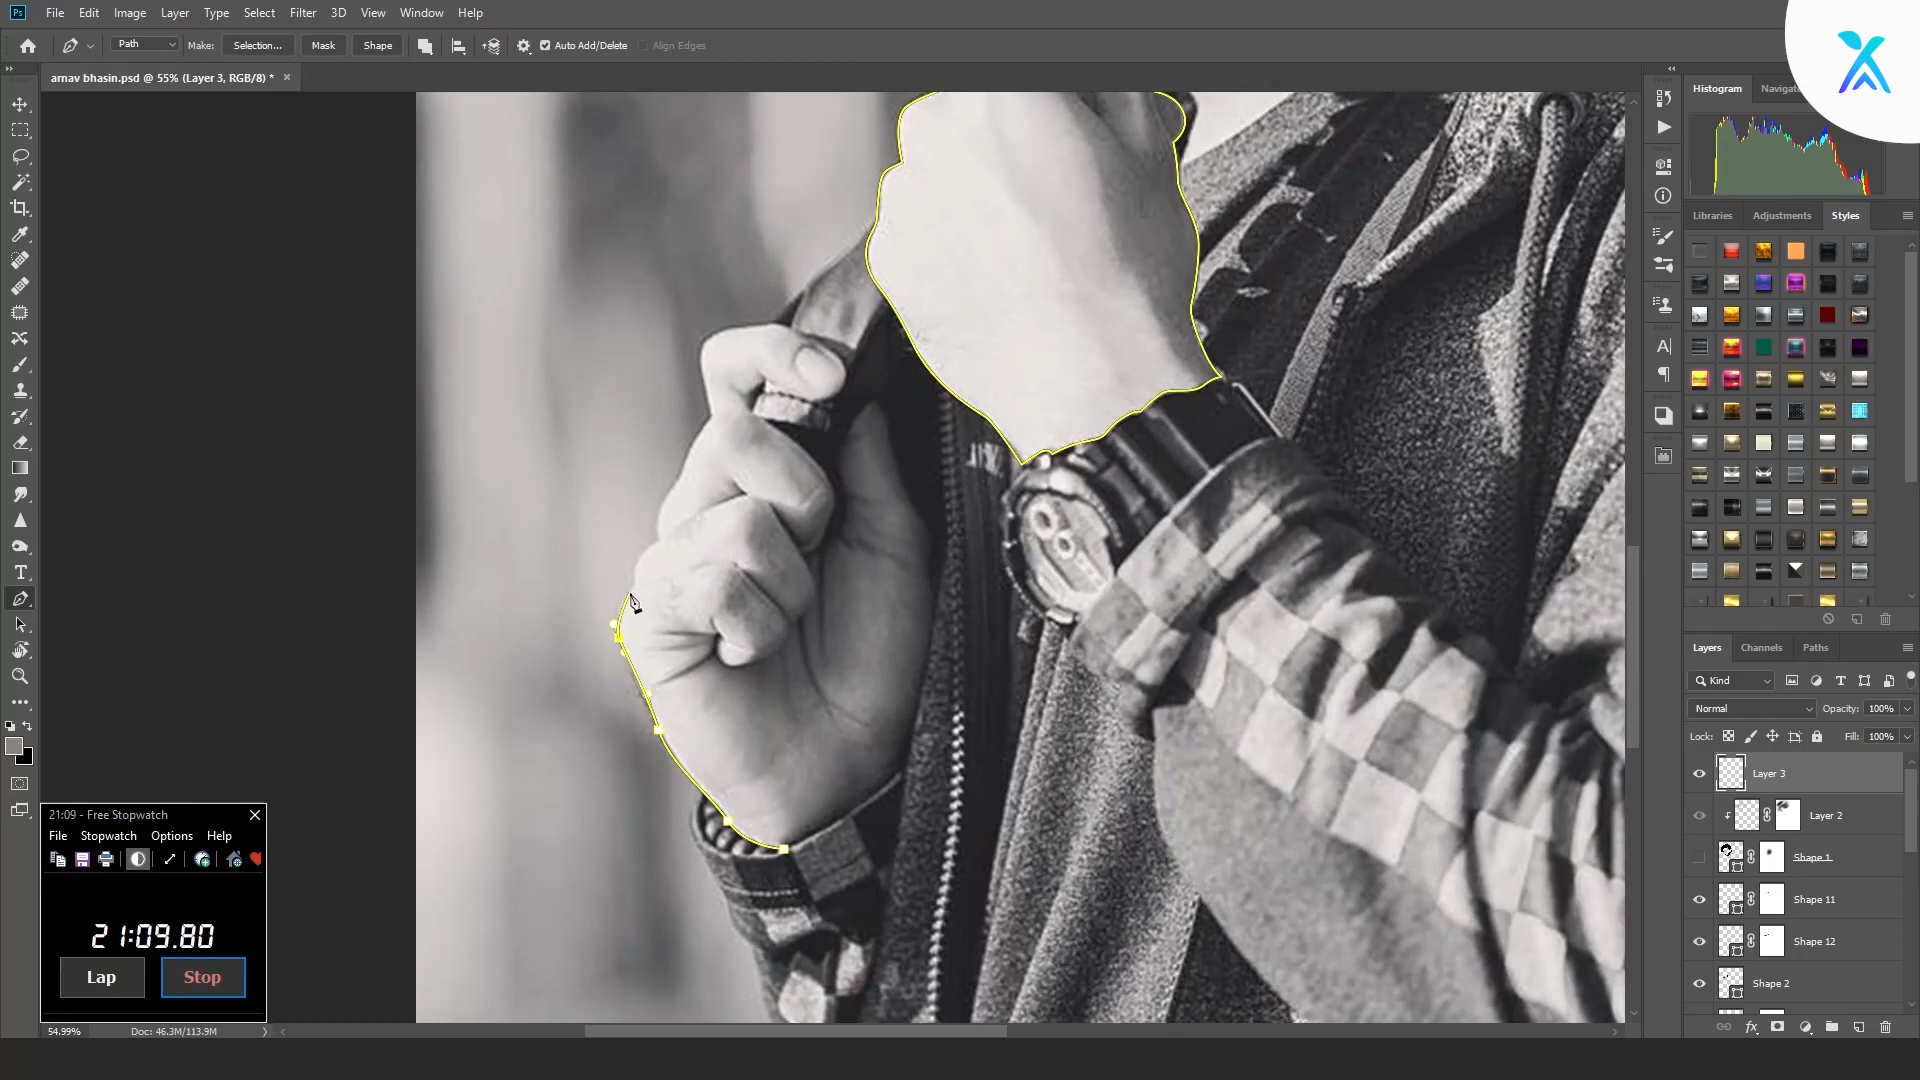 Ps File Edit Image Layer Type Select Filter 3D View Window Help
Path Make: Selection... Mask Shape Auto Add/Delete Align Edges
arnav bhasin.psd @ 55% (Layer 3, RGB/8) *
Histogram
Libraries Adjustments Styles
Layers Channels Paths
Kind
Normal Opacity: 100%
Lock: Fill: 100%
Layer 3
Layer 2
Shape 1
Shape 11
Shape 12
Shape 2
21:09 - Free Stopwatch
File Stopwatch Options Help
21:09.80
Lap Stop
54.99% Doc: 46.3M/113.9M